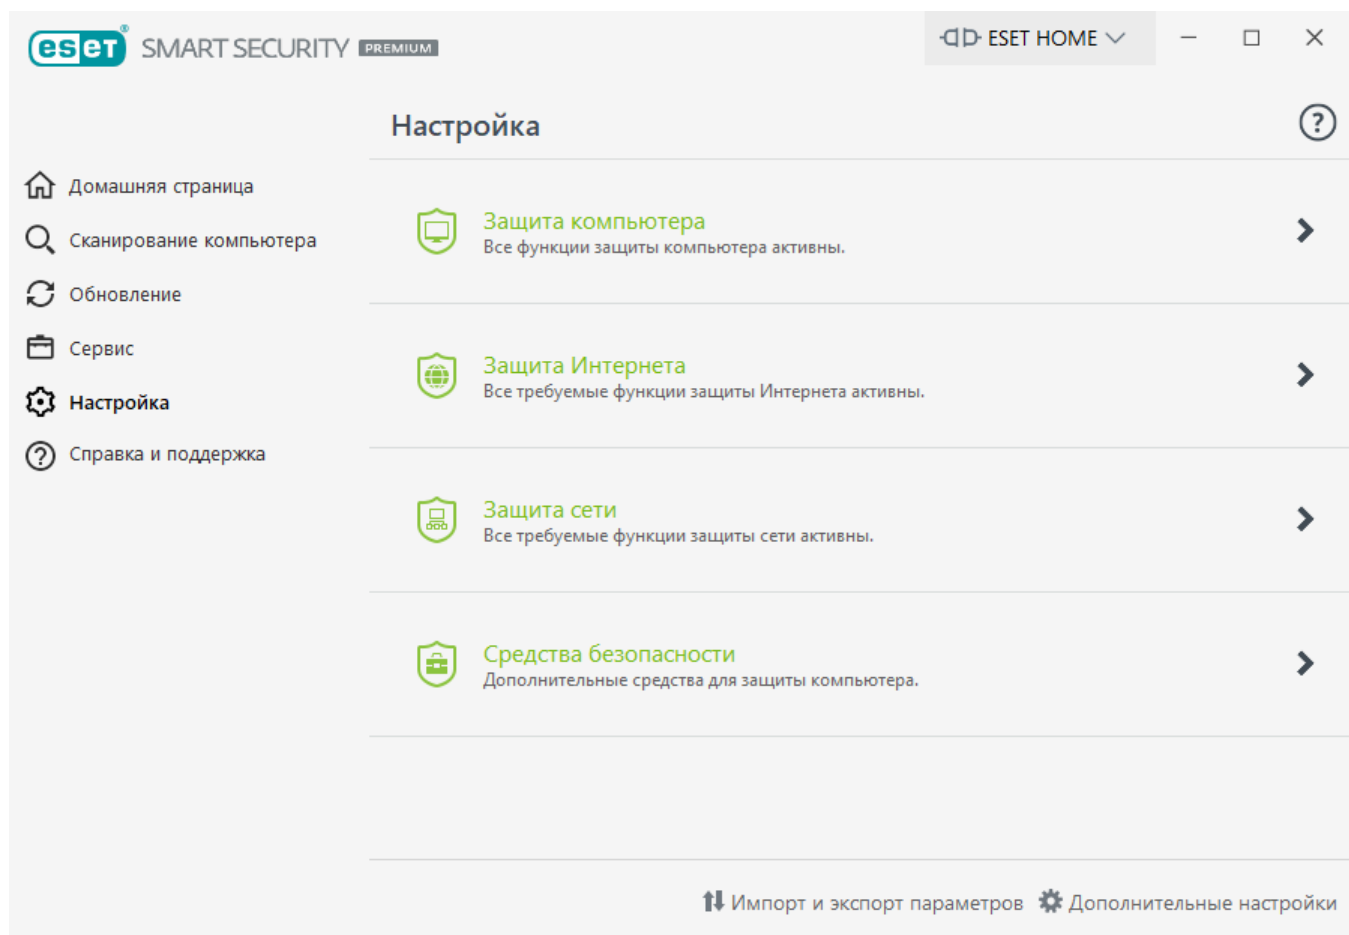 eset® SMART SECURITY PREMIUM
ESET HOME
Настройка
?
Домашняя страница
Сканирование компьютера
Обновление
Сервис
Настройка
? Справка и поддержка
Защита компьютера
Все функции защиты компьютера активны.
Защита Интернета
Все требуемые функции защиты Интернета активны.
Защита сети
Все требуемые функции защиты сети активны.
Средства безопасности
Дополнительные средства для защиты компьютера.
Импорт и экспорт параметров Дополнительные настройки